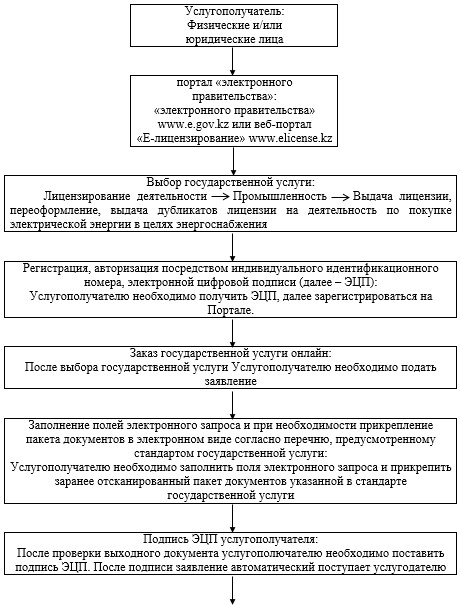 Услугополучатель:
Физические и/или
юридические лица
портал «электронного
правительства»:
«электронного правительства»
www.e.gov.kz или веб-портал
«Е-лицензирование» www.elicense.kz
Выбор государственной услуги:
Лицензирование деятельности → Промышленность → Выдача лицензии,
переоформление, выдача дубликатов лицензии на деятельность по покупке
электрической энергии в целях энергоснабжения
Регистрация, авторизация посредством индивидуального идентификационного
номера, электронной цифровой подписи (далее – ЭЦП):
Услугополучателю необходимо получить ЭЦП, далее зарегистрироваться на
Портале.
Заказ государственной услуги онлайн:
После выбора государственной услуги Услугополучателю необходимо подать
заявление
Заполнение полей электронного запроса и при необходимости прикрепление
пакета документов в электронном виде согласно перечню, предусмотренному
стандартом государственной услуги:
Услугополучателю необходимо заполнить поля электронного запроса и прикрепить
заранее отсканированный пакет документов указанной в стандарте
государственной услуги
Подпись ЭЦП услугополучателя:
После проверки выходного документа услугополючателю необходимо поставить
подпись ЭЦП. После подписи заявление автоматический поступает услугодателю